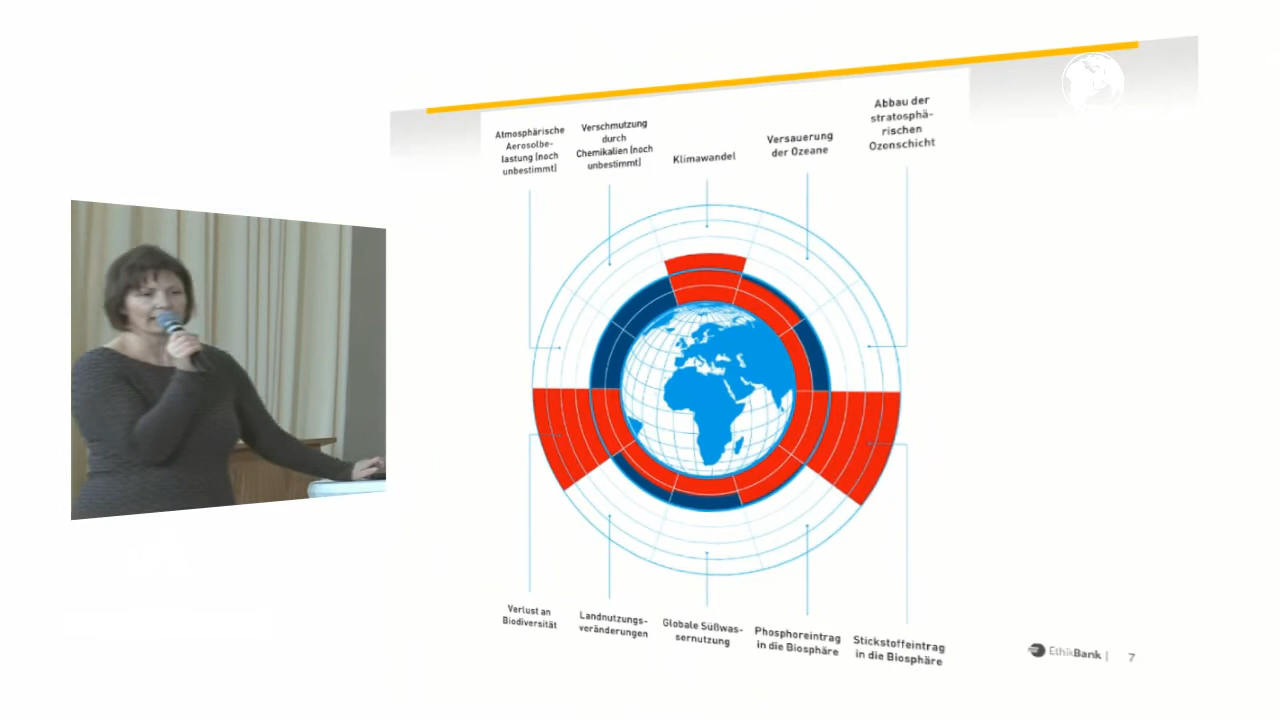 Atmosphärische
Aerosolbe-
lastung (noch
unbestimmt)
Verschmutzung
durch
Chemikalien (noch
unbestimmt)
Klimawandel
Versauerung
der Ozeane
Abbau der
stratosphä-
rischen
Ozonschicht
Verlust an
Biodiversität
Landnutzungs-
veränderungen
Globale Süßwas-
sernutzung
Phosphoreintrag
in die Biosphäre
Stickstoffeintrag
in die Biosphäre
EthikBank | 7